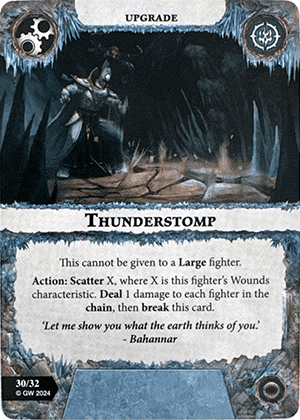 UPGRADE
THUNDERSTOMP
This cannot be given to a Large fighter.
Action: Scatter X, where X is this fighter's Wounds
characteristic. Deal 1 damage to each fighter in the
chain, then break this card.
'Let me show you what the earth thinks of you.'
- Bahannar
30/32
© GW 2024